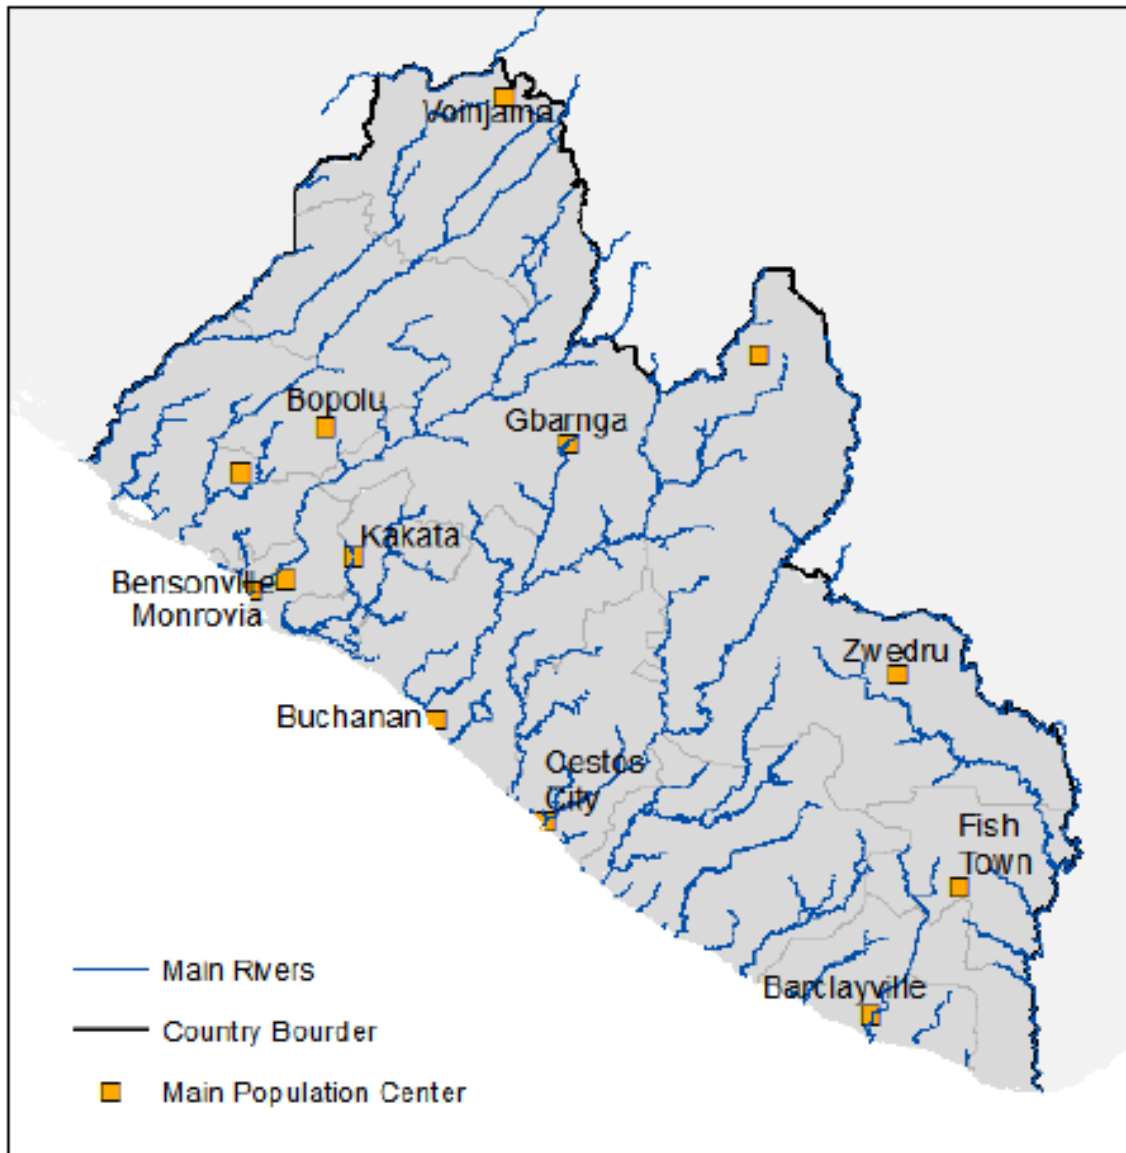 Voinjama
Bopolu
Gbarnga
Kakata
Bensonville
Monrovia
Zwedru
Buchanan
Cestos
City
Fish
Town
Barclayville
Main Rivers
Country Bourder
Main Population Center